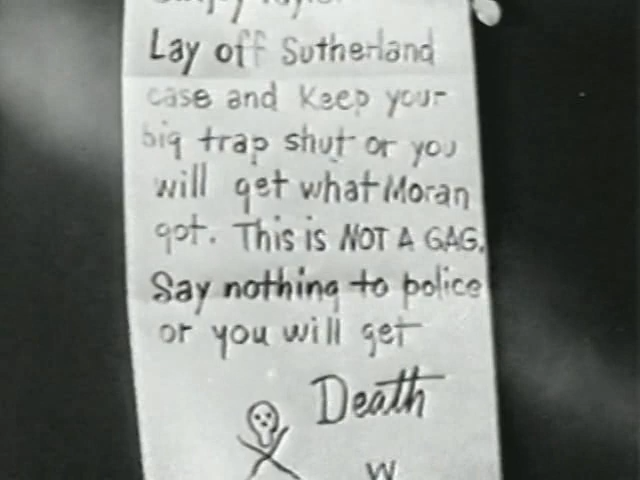 Lay off Sutherland
case and keep your
big trap shut or you
will get what Moran
got. This is NOT A GAG.
Say nothing to police
or you will get
Death
W